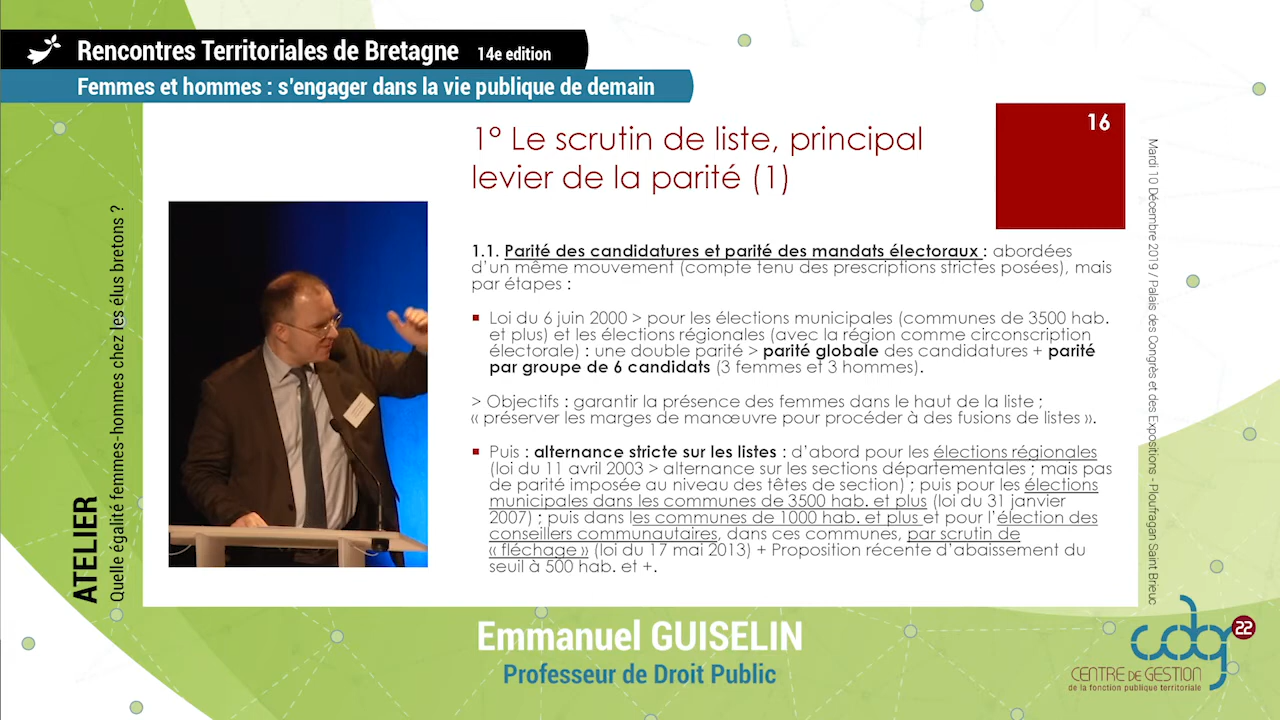 Rencontres Territoriales de Bretagne 14e edition
Femmes et hommes : s'engager dans la vie publique de demain
1° Le scrutin de liste, principal
levier de la parité (1)
16
1.1. Parité des candidatures et parité des mandats électoraux : abordées
d'un même mouvement (compte tenu des prescriptions strictes posées), mais
par étapes :
Loi du 6 juin 2000 > pour les élections municipales (communes de 3500 hab.
et plus) et les élections régionales (avec la région comme circonscription
électorale) : une double parité > parité globale des candidatures + parité
par groupe de 6 candidats (3 femmes et 3 hommes).
> Objectifs : garantir la présence des femmes dans le haut de la liste ;
« préserver les marges de manœuvre pour procéder à des fusions de listes ».
Puis : alternance stricte sur les listes : d'abord pour les élections régionales
(loi du 11 avril 2003 > alternance sur les sections départementales ; mais pas
de parité imposée au niveau des têtes de section) ; puis pour les élections
municipales dans les communes de 3500 hab. et plus (loi du 31 janvier
2007) ; puis dans les communes de 1000 hab. et plus et pour l'élection des
conseillers communautaires, dans ces communes, par scrutin de
« fléchage » (loi du 17 mai 2013) + Proposition récente d'abaissement du
seuil à 500 hab. et +.
ATELIER
Quelle égalité femmes-hommes chez les élus bretons ?
Mardi 10 Décembre 2019 / Palais des Congrès et des Expositions - Ploufragan Saint Brieuc
Emmanuel GUISELIN
Professeur de Droit Public
cdg 22
CENTRE DE GESTION
de la fonction publique territoriale